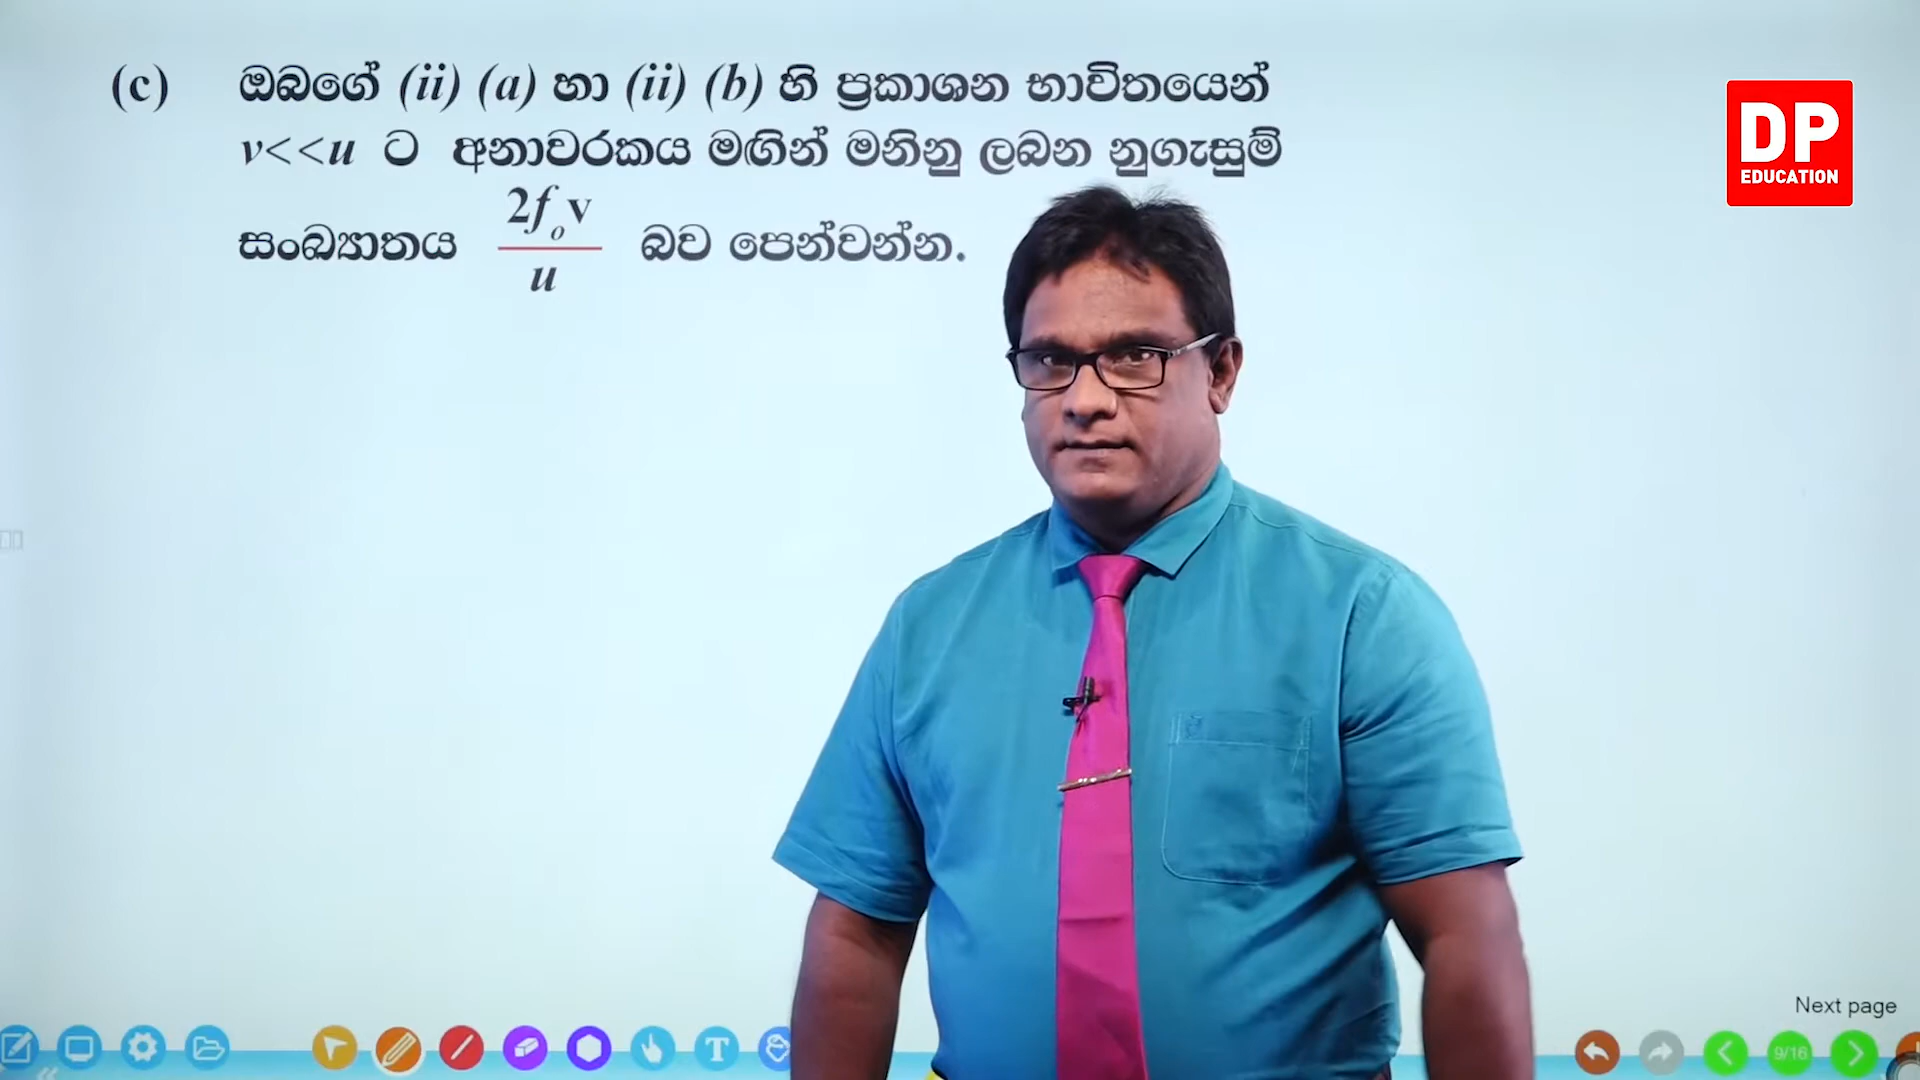 (c) ඔබගේ (ii) (a) හා (ii) (b) හි ප්‍රකාශන භාවිතයෙන්
v<<u ට අනාවරකය මඟින් මනිනු ලබන නුගැසුම්
සංඛ්‍යාතය 2fₒv / u බව පෙන්වන්න.
DP
EDUCATION
Next page
9/16